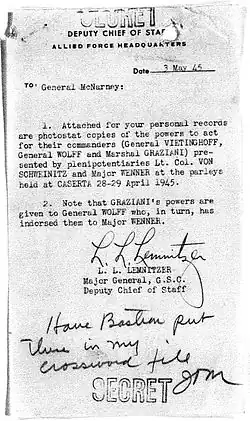 SECRET
DEPUTY CHIEF OF STAFF
ALLIED FORCE HEADQUARTERS
Date 3 May 45
TO: General McNarney:
1. Attached for your personal records
are photostat copies of the powers to act
for their commanders (General VIETINGHOFF,
General WOLFF and Marshal GRAZIANI) pre-
sented by plenipotentiaries Lt. Col. VON
SCHWEINITZ and Major WENNER at the parleys
held at CASERTA 28-29 April 1945.
2. Note that GRAZIANI's powers are
given to General WOLFF who, in turn, has
indorsed them to Major WENNER.
L. L. Lemnitzer
L. L. LEMNITZER
Major General, G.S.C.
Deputy Chief of Staff
Have Bastion put
these in my
crossword file
SECRET